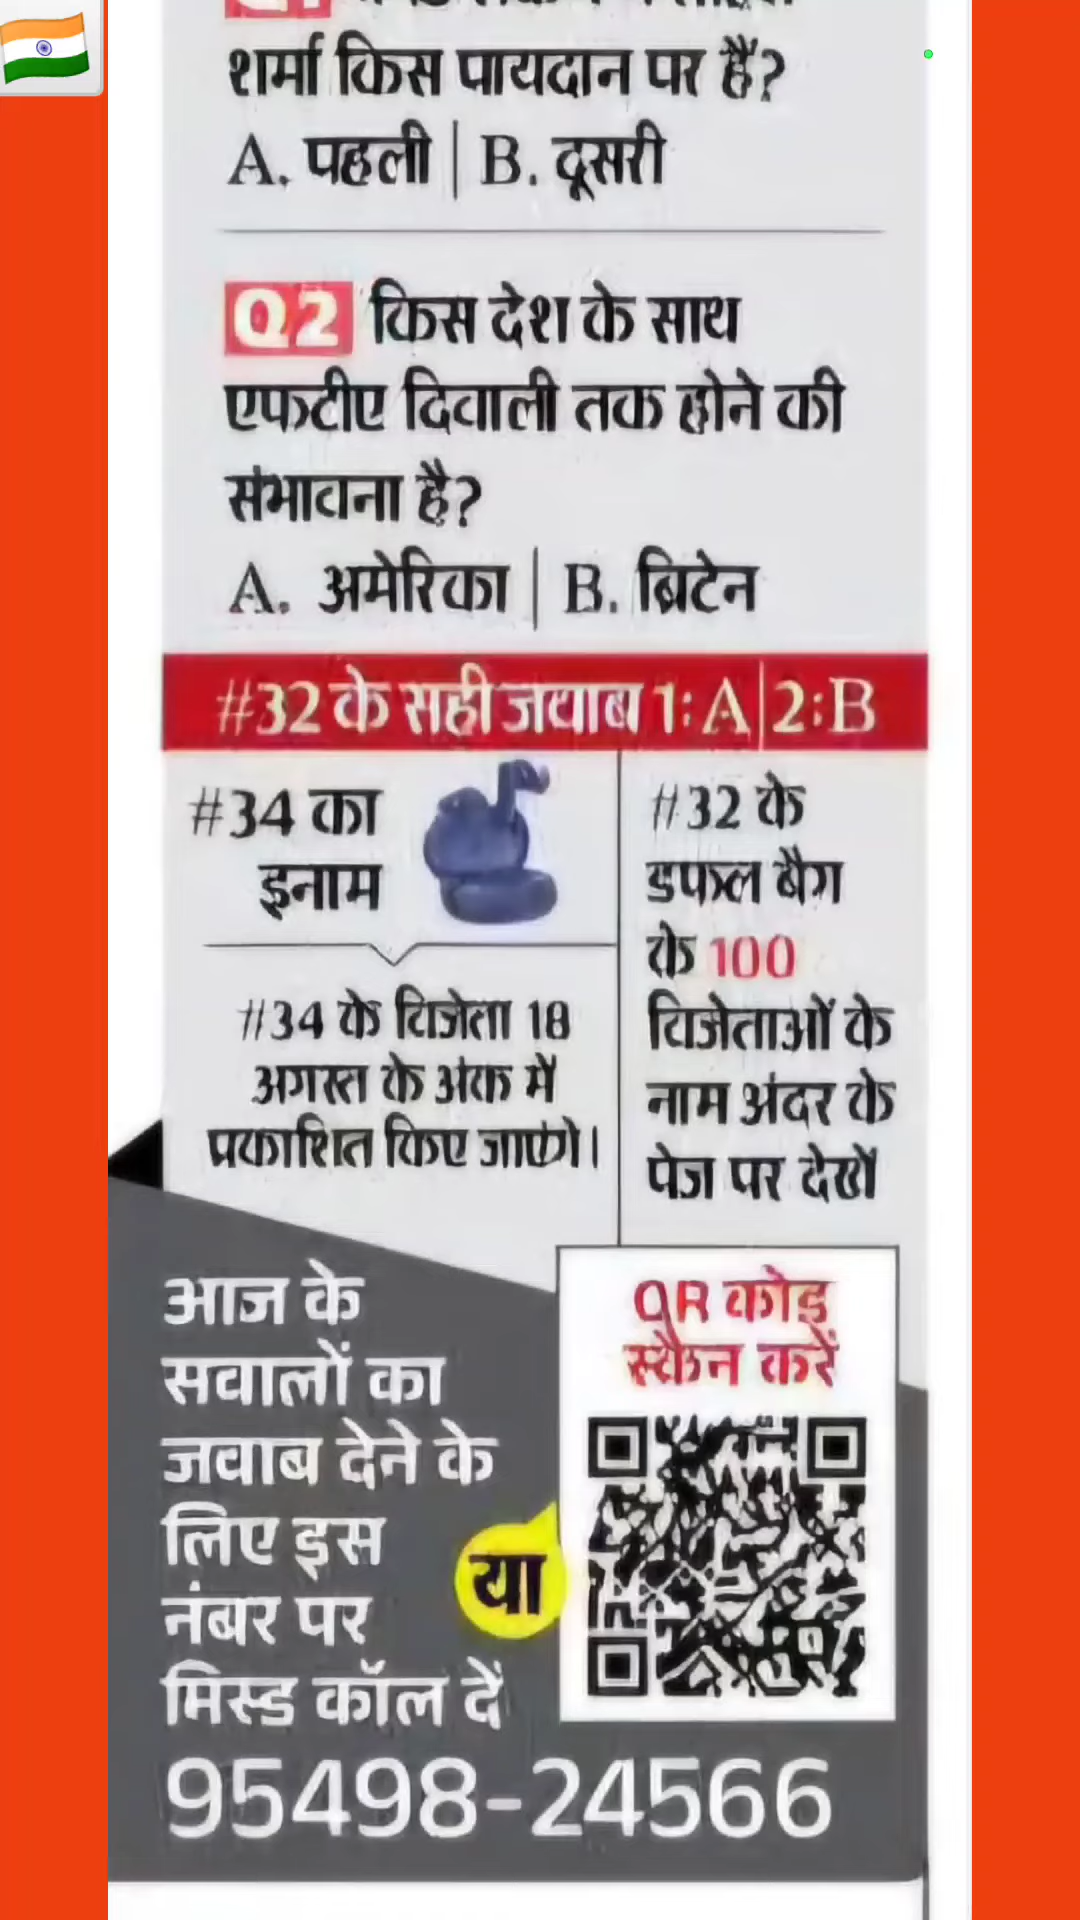 शर्मा किस पायदान पर हैं?
A. पहली | B. दूसरी
Q2 किस देश के साथ
एफटीए दिवाली तक होने की
संभावना है?
A. अमेरिका | B. ब्रिटेन
#32 के सही जवाब 1: A | 2: B
#34 का
इनाम
#34 के विजेता 18
अगस्त के अंक में
प्रकाशित किए जाएंगे।
#32 के
डफल बैग
के 100
विजेताओं के
नाम अंदर के
पेज पर देखें
आज के
सवालों का
जवाब देने के
लिए इस
नंबर पर
मिस्ड कॉल दें
95498-24566
या
QR कोड
स्कैन करें